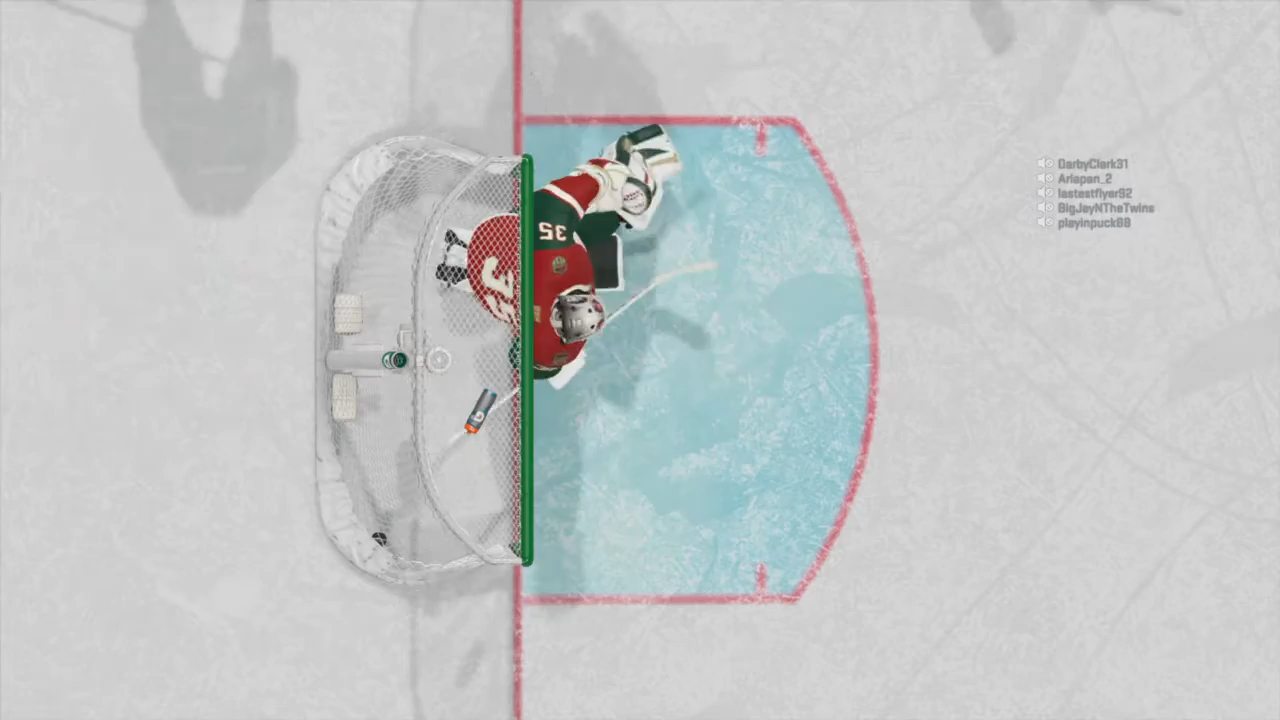 DarbyClark31
Arlapan_2
lastestflyer92
BigJayNTheTwins
playinpuck88
35
35